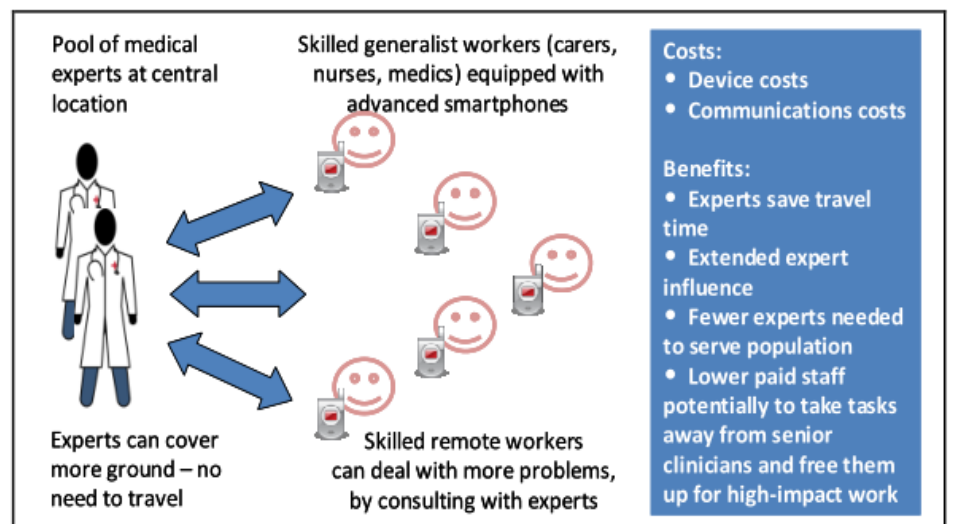 Pool of medical
experts at central
location
Skilled generalist workers (carers,
nurses, medics) equipped with
advanced smartphones
Experts can cover
more ground – no
need to travel
Skilled remote workers
can deal with more problems,
by consulting with experts
Costs:
• Device costs
• Communications costs
Benefits:
• Experts save travel
time
• Extended expert
influence
• Fewer experts needed
to serve population
• Lower paid staff
potentially to take tasks
away from senior
clinicians and free them
up for high-impact work